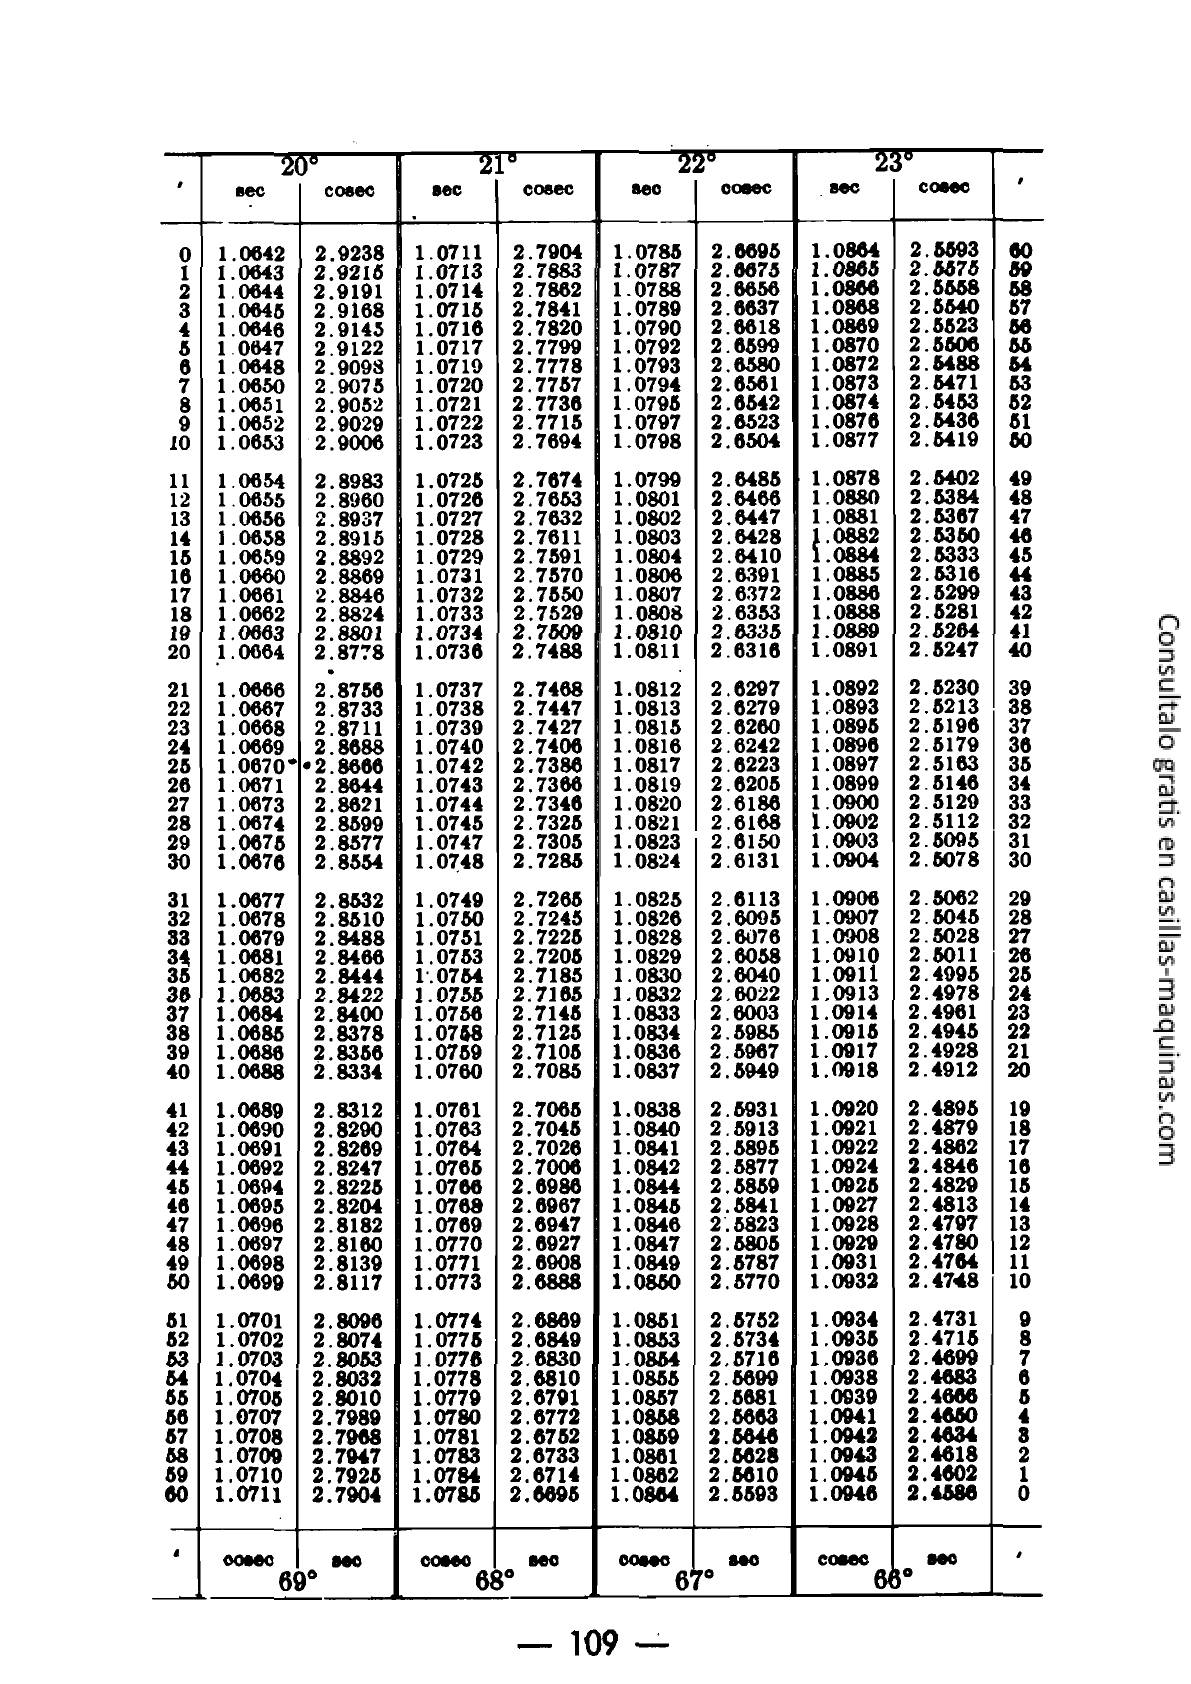 20° 21° 22° 23°
′ sec cosec sec cosec sec cosec sec cosec ′
0 1.0642 2.9238 1.0711 2.7904 1.0785 2.6695 1.0864 2.5593 60
1 1.0643 2.9215 1.0713 2.7883 1.0787 2.6675 1.0865 2.5575 59
2 1.0644 2.9191 1.0714 2.7862 1.0788 2.6656 1.0866 2.5558 58
3 1.0645 2.9168 1.0715 2.7841 1.0789 2.6637 1.0868 2.5540 57
4 1.0646 2.9145 1.0716 2.7820 1.0790 2.6618 1.0869 2.5523 56
5 1.0647 2.9122 1.0717 2.7799 1.0792 2.6599 1.0870 2.5506 55
6 1.0648 2.9098 1.0719 2.7778 1.0793 2.6580 1.0872 2.5488 54
7 1.0650 2.9075 1.0720 2.7757 1.0794 2.6561 1.0873 2.5471 53
8 1.0651 2.9052 1.0721 2.7736 1.0795 2.6542 1.0874 2.5453 52
9 1.0652 2.9029 1.0722 2.7715 1.0797 2.6523 1.0876 2.5436 51
10 1.0653 2.9006 1.0723 2.7694 1.0798 2.6504 1.0877 2.5419 50
11 1.0654 2.8983 1.0725 2.7674 1.0799 2.6485 1.0878 2.5402 49
12 1.0655 2.8960 1.0726 2.7653 1.0801 2.6466 1.0880 2.5384 48
13 1.0656 2.8937 1.0727 2.7632 1.0802 2.6447 1.0881 2.5367 47
14 1.0658 2.8915 1.0728 2.7611 1.0803 2.6428 1.0882 2.5350 46
15 1.0659 2.8892 1.0729 2.7591 1.0804 2.6410 1.0884 2.5333 45
16 1.0660 2.8869 1.0731 2.7570 1.0806 2.6391 1.0885 2.5316 44
17 1.0661 2.8846 1.0732 2.7550 1.0807 2.6372 1.0886 2.5299 43
18 1.0662 2.8824 1.0733 2.7529 1.0808 2.6353 1.0888 2.5281 42
19 1.0663 2.8801 1.0734 2.7509 1.0810 2.6335 1.0889 2.5264 41
20 1.0664 2.8778 1.0736 2.7488 1.0811 2.6316 1.0891 2.5247 40
21 1.0666 2.8756 1.0737 2.7468 1.0812 2.6297 1.0892 2.5230 39
22 1.0667 2.8733 1.0738 2.7447 1.0813 2.6279 1.0893 2.5213 38
23 1.0668 2.8711 1.0739 2.7427 1.0815 2.6260 1.0895 2.5196 37
24 1.0669 2.8688 1.0740 2.7406 1.0816 2.6242 1.0896 2.5179 36
25 1.0670 2.8666 1.0742 2.7386 1.0817 2.6223 1.0897 2.5163 35
26 1.0671 2.8644 1.0743 2.7366 1.0819 2.6205 1.0899 2.5146 34
27 1.0673 2.8621 1.0744 2.7346 1.0820 2.6186 1.0900 2.5129 33
28 1.0674 2.8599 1.0745 2.7325 1.0821 2.6168 1.0902 2.5112 32
29 1.0675 2.8577 1.0747 2.7305 1.0823 2.6150 1.0903 2.5095 31
30 1.0676 2.8554 1.0748 2.7285 1.0824 2.6131 1.0904 2.5078 30
31 1.0677 2.8532 1.0749 2.7265 1.0825 2.6113 1.0906 2.5062 29
32 1.0678 2.8510 1.0750 2.7245 1.0826 2.6095 1.0907 2.5045 28
33 1.0679 2.8488 1.0751 2.7225 1.0828 2.6076 1.0908 2.5028 27
34 1.0681 2.8466 1.0753 2.7205 1.0829 2.6058 1.0910 2.5011 26
35 1.0682 2.8444 1.0754 2.7185 1.0830 2.6040 1.0911 2.4995 25
36 1.0683 2.8422 1.0755 2.7165 1.0832 2.6022 1.0913 2.4978 24
37 1.0684 2.8400 1.0756 2.7145 1.0833 2.6003 1.0914 2.4961 23
38 1.0685 2.8378 1.0758 2.7125 1.0834 2.5985 1.0915 2.4945 22
39 1.0686 2.8356 1.0759 2.7105 1.0836 2.5967 1.0917 2.4928 21
40 1.0688 2.8334 1.0760 2.7085 1.0837 2.5949 1.0918 2.4912 20
41 1.0689 2.8312 1.0761 2.7065 1.0838 2.5931 1.0920 2.4895 19
42 1.0690 2.8290 1.0763 2.7045 1.0840 2.5913 1.0921 2.4879 18
43 1.0691 2.8269 1.0764 2.7026 1.0841 2.5895 1.0922 2.4862 17
44 1.0692 2.8247 1.0765 2.7006 1.0842 2.5877 1.0924 2.4846 16
45 1.0694 2.8225 1.0766 2.6986 1.0844 2.5859 1.0925 2.4829 15
46 1.0695 2.8204 1.0768 2.6967 1.0845 2.5841 1.0927 2.4813 14
47 1.0696 2.8182 1.0769 2.6947 1.0846 2.5823 1.0928 2.4797 13
48 1.0697 2.8160 1.0770 2.6927 1.0847 2.5805 1.0929 2.4780 12
49 1.0698 2.8139 1.0771 2.6908 1.0849 2.5787 1.0931 2.4764 11
50 1.0699 2.8117 1.0773 2.6888 1.0850 2.5770 1.0932 2.4748 10
51 1.0701 2.8096 1.0774 2.6869 1.0851 2.5752 1.0934 2.4731 9
52 1.0702 2.8074 1.0775 2.6849 1.0853 2.5734 1.0935 2.4715 8
53 1.0703 2.8053 1.0776 2.6830 1.0854 2.5716 1.0936 2.4699 7
54 1.0704 2.8032 1.0778 2.6810 1.0855 2.5699 1.0938 2.4683 6
55 1.0705 2.8010 1.0779 2.6791 1.0857 2.5681 1.0939 2.4666 5
56 1.0707 2.7989 1.0780 2.6772 1.0858 2.5663 1.0941 2.4650 4
57 1.0708 2.7968 1.0781 2.6752 1.0859 2.5646 1.0942 2.4634 3
58 1.0709 2.7947 1.0783 2.6733 1.0861 2.5628 1.0943 2.4618 2
59 1.0710 2.7925 1.0784 2.6714 1.0862 2.5610 1.0945 2.4602 1
60 1.0711 2.7904 1.0785 2.6695 1.0864 2.5593 1.0946 2.4586 0
′ cosec sec cosec sec cosec sec cosec sec ′
69° 68° 67° 66°
— 109 —
Consultalo gratis en casillas-maquinas.com